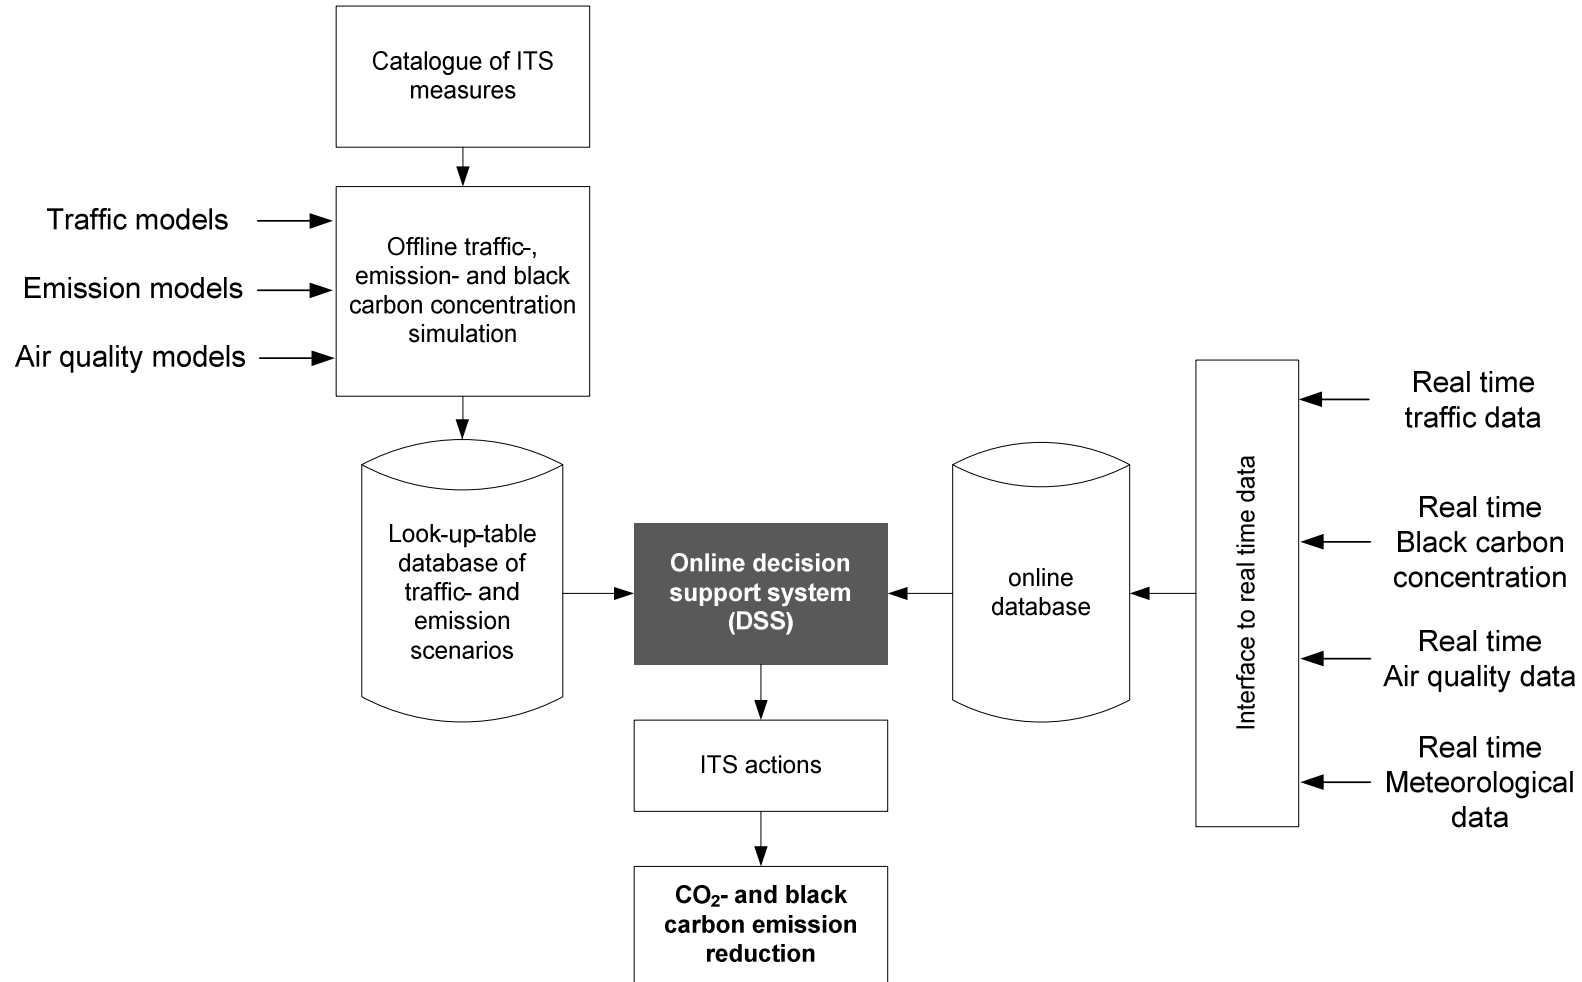 Catalogue of ITS
measures
Traffic models
Emission models
Air quality models
Offline traffic-,
emission- and black
carbon concentration
simulation
Look-up-table
database of
traffic- and
emission
scenarios
Online decision
support system
(DSS)
online
database
Interface to real time data
Real time
traffic data
Real time
Black carbon
concentration
Real time
Air quality data
Real time
Meteorological
data
ITS actions
CO₂- and black
carbon emission
reduction